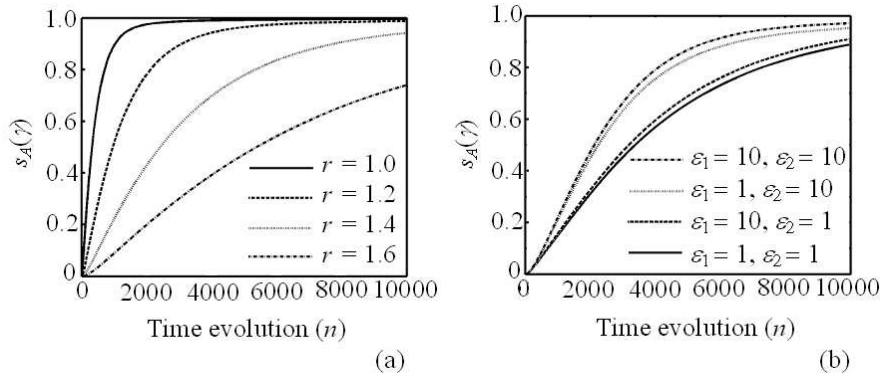 1.0
0.8
0.6
0.4
0.2
0
s_A(γ)
r = 1.0
r = 1.2
r = 1.4
r = 1.6
0 2000 4000 6000 8000 10000
Time evolution (n)
(a)
1.0
0.8
0.6
0.4
0.2
0.0
s_A(γ)
ε₁ = 10, ε₂ = 10
ε₁ = 1, ε₂ = 10
ε₁ = 10, ε₂ = 1
ε₁ = 1, ε₂ = 1
0 2000 4000 6000 8000 10000
Time evolution (n)
(b)